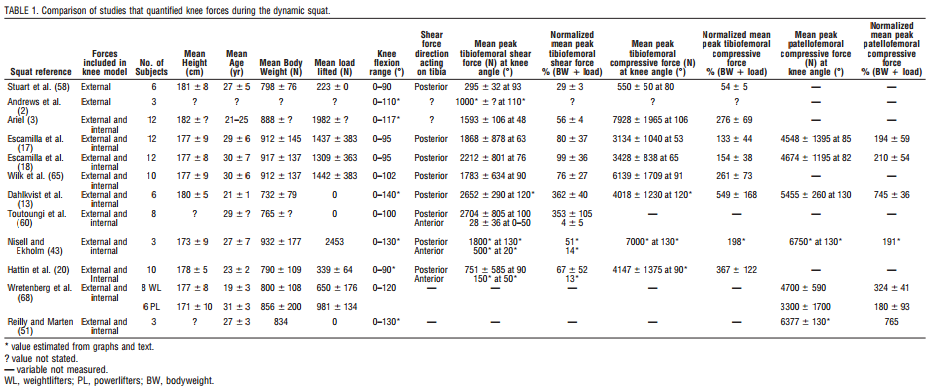 TABLE 1. Comparison of studies that quantified knee forces during the dynamic squat.
Squat reference | Forces included in knee model | No. of Subjects | Mean Height (cm) | Mean Age (yr) | Mean Body Weight (N) | Mean load lifted (N) | Knee flexion range (°) | Shear force direction acting on tibia | Mean peak tibiofemoral shear force (N) at knee angle (°) | Normalized mean peak tibiofemoral shear force % (BW + load) | Mean peak tibiofemoral compressive force (N) at knee angle (°) | Normalized mean peak tibiofemoral compressive force % (BW + load) | Mean peak patellofemoral compressive force (N) at knee angle (°) | Normalized mean peak patellofemoral compressive force % (BW + load)
Stuart et al. (58) | External | 6 | 181 ± 8 | 27 ± 5 | 798 ± 76 | 223 ± 0 | 0–90 | Posterior | 295 ± 32 at 93 | 29 ± 3 | 550 ± 50 at 80 | 54 ± 5 | — | —
Andrews et al. (2) | External | 3 | ? | ? | ? | ? | 0–110* | ? | 1000* ± ? at 110* | ? | ? | ? | — | —
Ariel (3) | External and internal | 12 | 182 ± ? | 21–25 | 888 ± ? | 1982 ± ? | 0–117* | ? | 1593 ± 106 at 48 | 56 ± 4 | 7928 ± 1965 at 106 | 276 ± 69 | — | —
Escamilla et al. (17) | External and internal | 12 | 177 ± 9 | 29 ± 6 | 912 ± 145 | 1437 ± 383 | 0–95 | Posterior | 1868 ± 878 at 63 | 80 ± 37 | 3134 ± 1040 at 53 | 133 ± 44 | 4548 ± 1395 at 85 | 194 ± 59
Escamilla et al. (18) | External and internal | 12 | 177 ± 8 | 30 ± 7 | 917 ± 137 | 1309 ± 363 | 0–95 | Posterior | 2212 ± 801 at 76 | 99 ± 36 | 3428 ± 838 at 65 | 154 ± 38 | 4674 ± 1195 at 82 | 210 ± 54
Wilk et al. (65) | External and internal | 10 | 177 ± 9 | 30 ± 6 | 912 ± 137 | 1442 ± 383 | 0–102 | Posterior | 1783 ± 634 at 90 | 76 ± 27 | 6139 ± 1709 at 91 | 261 ± 73 | — | —
Dahlkvist et al. (13) | External and internal | 6 | 180 ± 5 | 21 ± 1 | 732 ± 79 | 0 | 0–140* | Posterior | 2652 ± 290 at 120* | 362 ± 40 | 4018 ± 1230 at 120* | 549 ± 168 | 5455 ± 260 at 130 | 745 ± 36
Toutoungi et al. (60) | External and internal | 8 | ? | 29 ± ? | 765 ± ? | 0 | 0–100 | Posterior | 2704 ± 805 at 100 | 353 ± 105 | — | — | — | —
Anterior | 28 ± 36 at 0–50 | 4 ± 5
Nisell and Ekholm (43) | External and internal | 3 | 173 ± 9 | 27 ± 7 | 932 ± 177 | 2453 | 0–130* | Posterior | 1800* at 130* | 51* | 7000* at 130* | 198* | 6750* at 130* | 191*
Anterior | 500* at 20* | 14*
Hattin et al. (20) | External and Internal | 10 | 178 ± 5 | 23 ± 2 | 790 ± 109 | 339 ± 64 | 0–90* | Posterior | 751 ± 585 at 90 | 67 ± 52 | 4147 ± 1375 at 90* | 367 ± 122 | — | —
Anterior | 150* at 50* | 13*
Wretenberg et al. (68) | External and internal | 8 WL | 177 ± 8 | 19 ± 3 | 800 ± 108 | 650 ± 176 | 0–120 | — | — | — | — | — | 4700 ± 590 | 324 ± 41
6 PL | 171 ± 10 | 31 ± 3 | 856 ± 200 | 981 ± 134 | 3300 ± 1700 | 180 ± 93
Reilly and Marten (51) | External and internal | 3 | ? | 27 ± 3 | 834 | 0 | 0–130* | — | — | — | — | — | 6377 ± 130* | 765
* value estimated from graphs and text.
? value not stated.
— variable not measured.
WL, weightlifters; PL, powerlifters; BW, bodyweight.